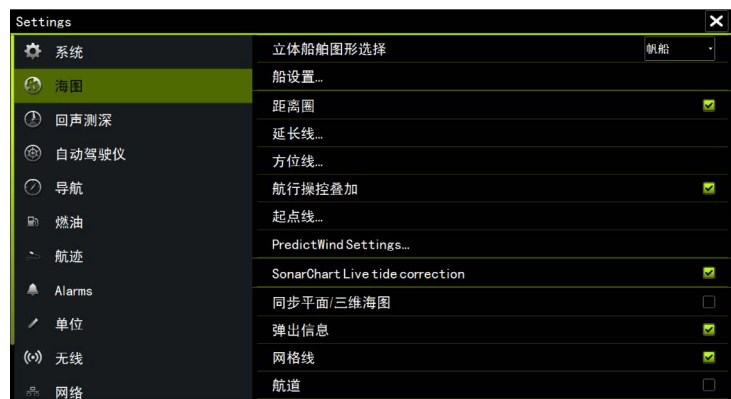 Settings
系统
海图
回声测深
自动驾驶仪
导航
燃油
航迹
Alarms
单位
无线
网络
立体船舶图形选择 帆船
船设置...
距离圈
延长线...
方位线...
航行操控叠加
起点线...
PredictWind Settings...
SonarChart Live tide correction
同步平面/三维海图
弹出信息
网格线
航道